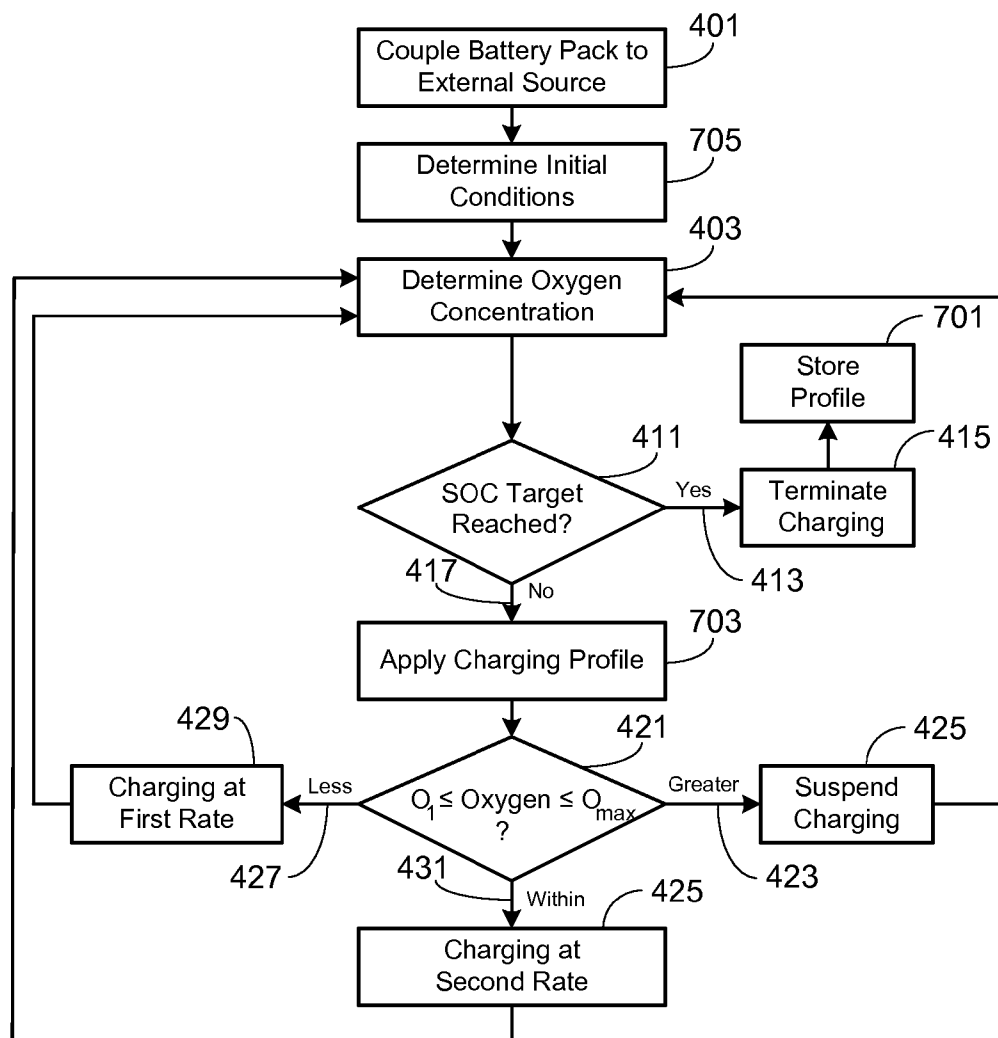 401
Couple Battery Pack to
External Source
705
Determine Initial
Conditions
403
Determine Oxygen
Concentration
701
Store
Profile
411
415
SOC Target
Reached?
Yes
Terminate
Charging
413
417
No
703
Apply Charging Profile
429
421
425
Charging at
First Rate
Less
O1 ≤ Oxygen ≤ Omax
?
Greater
Suspend
Charging
427
431
423
Within
425
Charging at
Second Rate